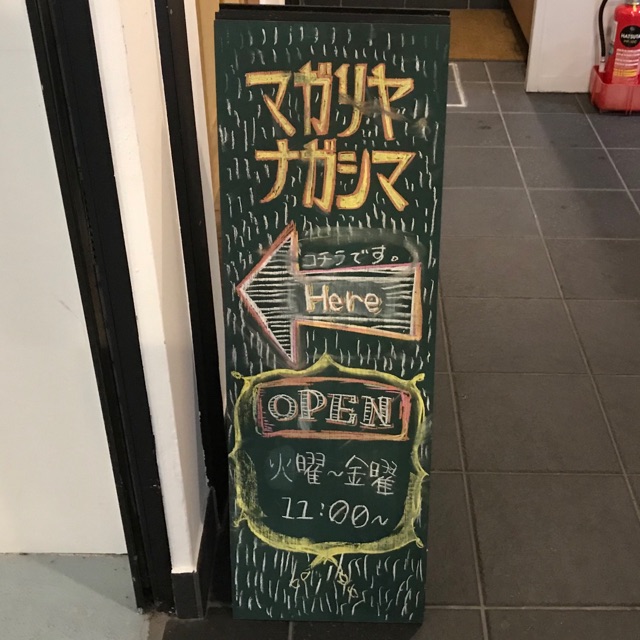 マガリヤ
ナガシマ
コチラです。
Here
OPEN
火曜～金曜
11:00～